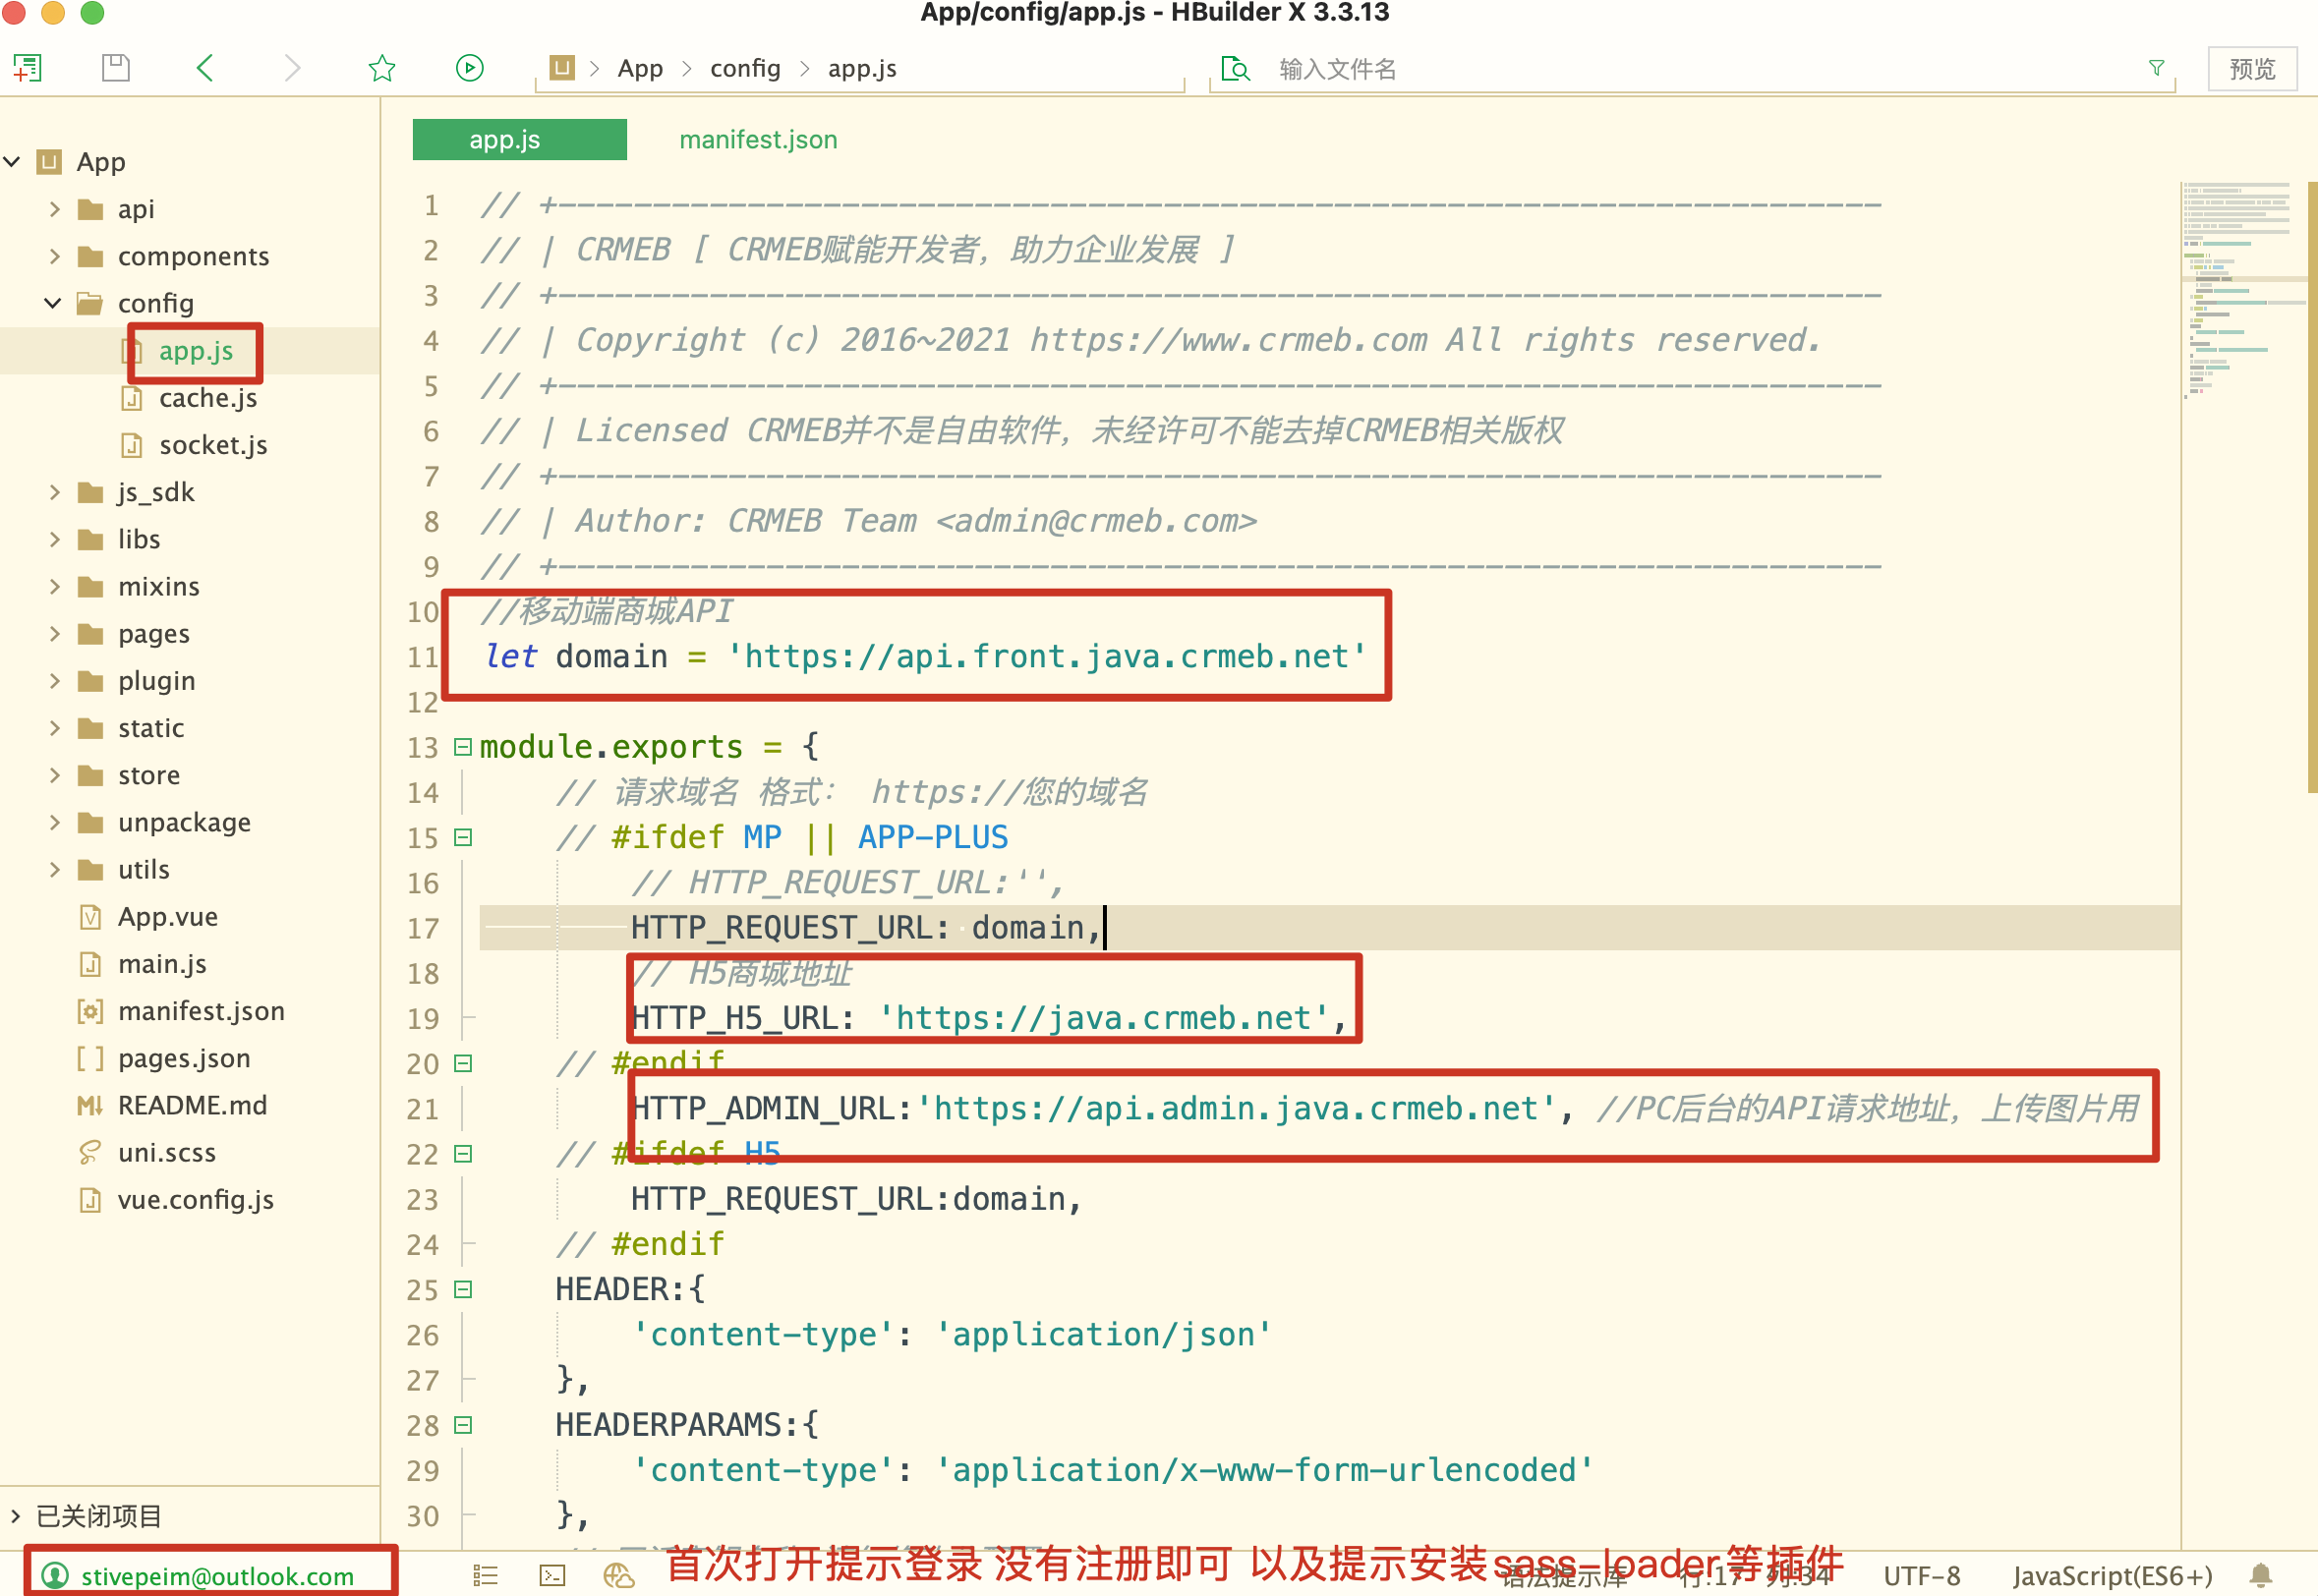 App/config/app.js - HBuilder X 3.3.13
App > config > app.js
输入文件名
预览
App
api
components
config
app.js
cache.js
socket.js
js_sdk
libs
mixins
pages
plugin
static
store
unpackage
utils
App.vue
main.js
manifest.json
pages.json
README.md
uni.scss
vue.config.js
已关闭项目
stivepeim@outlook.com
app.js manifest.json
1 // +----------------------------------------------------------------------
2 // | CRMEB [ CRMEB赋能开发者，助力企业发展 ]
3 // +----------------------------------------------------------------------
4 // | Copyright (c) 2016~2021 https://www.crmeb.com All rights reserved.
5 // +----------------------------------------------------------------------
6 // | Licensed CRMEB并不是自由软件，未经许可不能去掉CRMEB相关版权
7 // +----------------------------------------------------------------------
8 // | Author: CRMEB Team <admin@crmeb.com>
9 // +----------------------------------------------------------------------
10 //移动端商城API
11 let domain = 'https://api.front.java.crmeb.net'
12
13 module.exports = {
14 // 请求域名 格式： https://您的域名
15 // #ifdef MP || APP-PLUS
16 // HTTP_REQUEST_URL:'',
17 HTTP_REQUEST_URL: domain,
18 // H5商城地址
19 HTTP_H5_URL: 'https://java.crmeb.net',
20 // #endif
21 HTTP_ADMIN_URL:'https://api.admin.java.crmeb.net', //PC后台的API请求地址，上传图片用
22 // #ifdef H5
23 HTTP_REQUEST_URL:domain,
24 // #endif
25 HEADER:{
26 'content-type': 'application/json'
27 },
28 HEADERPARAMS:{
29 'content-type': 'application/x-www-form-urlencoded'
30 },
首次打开提示登录 没有注册即可 以及提示安装sass-loader等插件
语法提示库 行:17 列:34 UTF-8 JavaScript(ES6+)